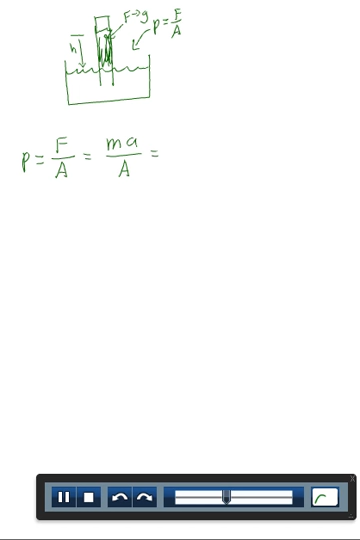 F→g
p = F/A
h
p = F/A = ma/A =